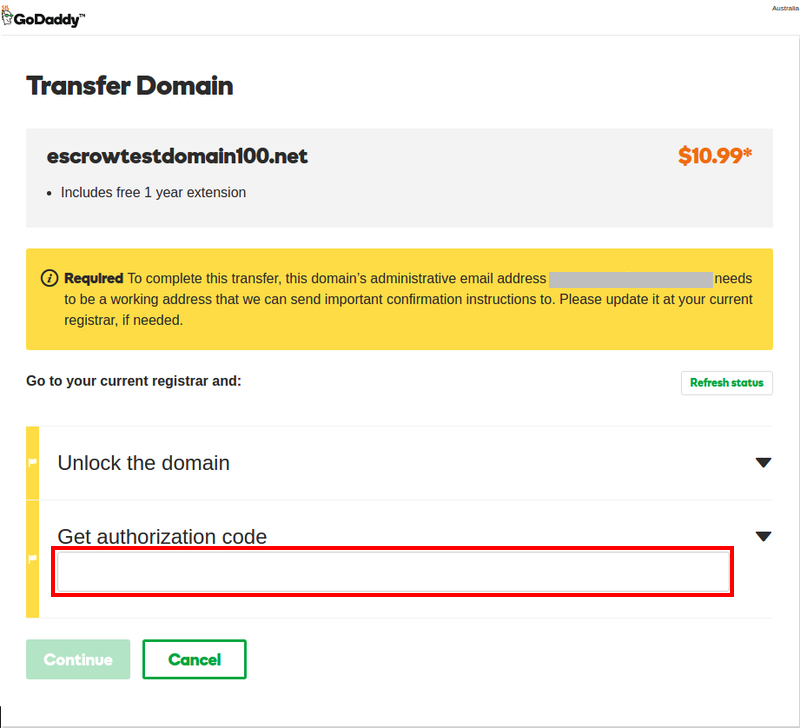 GoDaddy™
Australia
Transfer Domain
escrowtestdomain100.net
$10.99*
• Includes free 1 year extension
Required To complete this transfer, this domain's administrative email address needs
to be a working address that we can send important confirmation instructions to. Please update it at your current
registrar, if needed.
Go to your current registrar and:
Refresh status
Unlock the domain
Get authorization code
Continue
Cancel